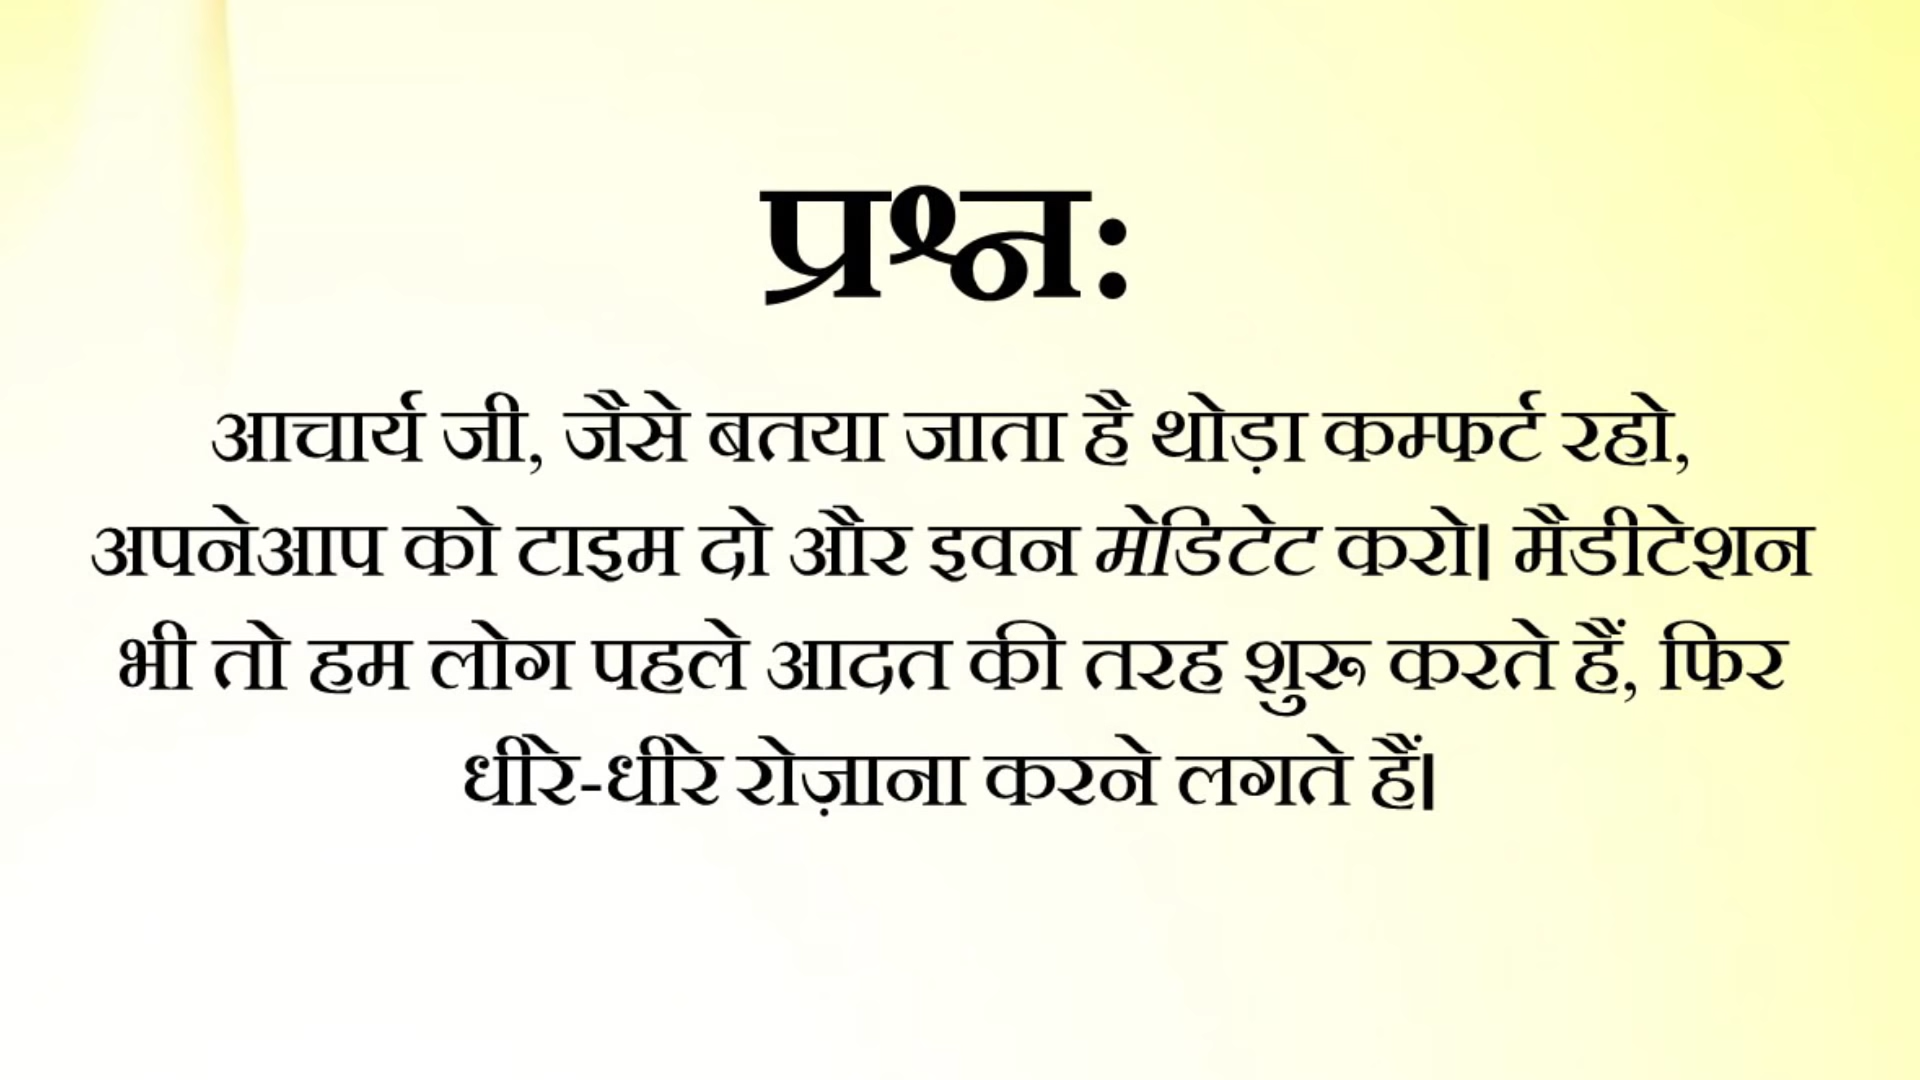 प्रश्न:
आचार्य जी, जैसे बतया जाता है थोड़ा कम्फर्ट रहो,
अपनेआप को टाइम दो और इवन मेडिटेट करो। मैडीटेशन
भी तो हम लोग पहले आदत की तरह शुरू करते हैं, फिर
धीरे-धीरे रोज़ाना करने लगते हैं।